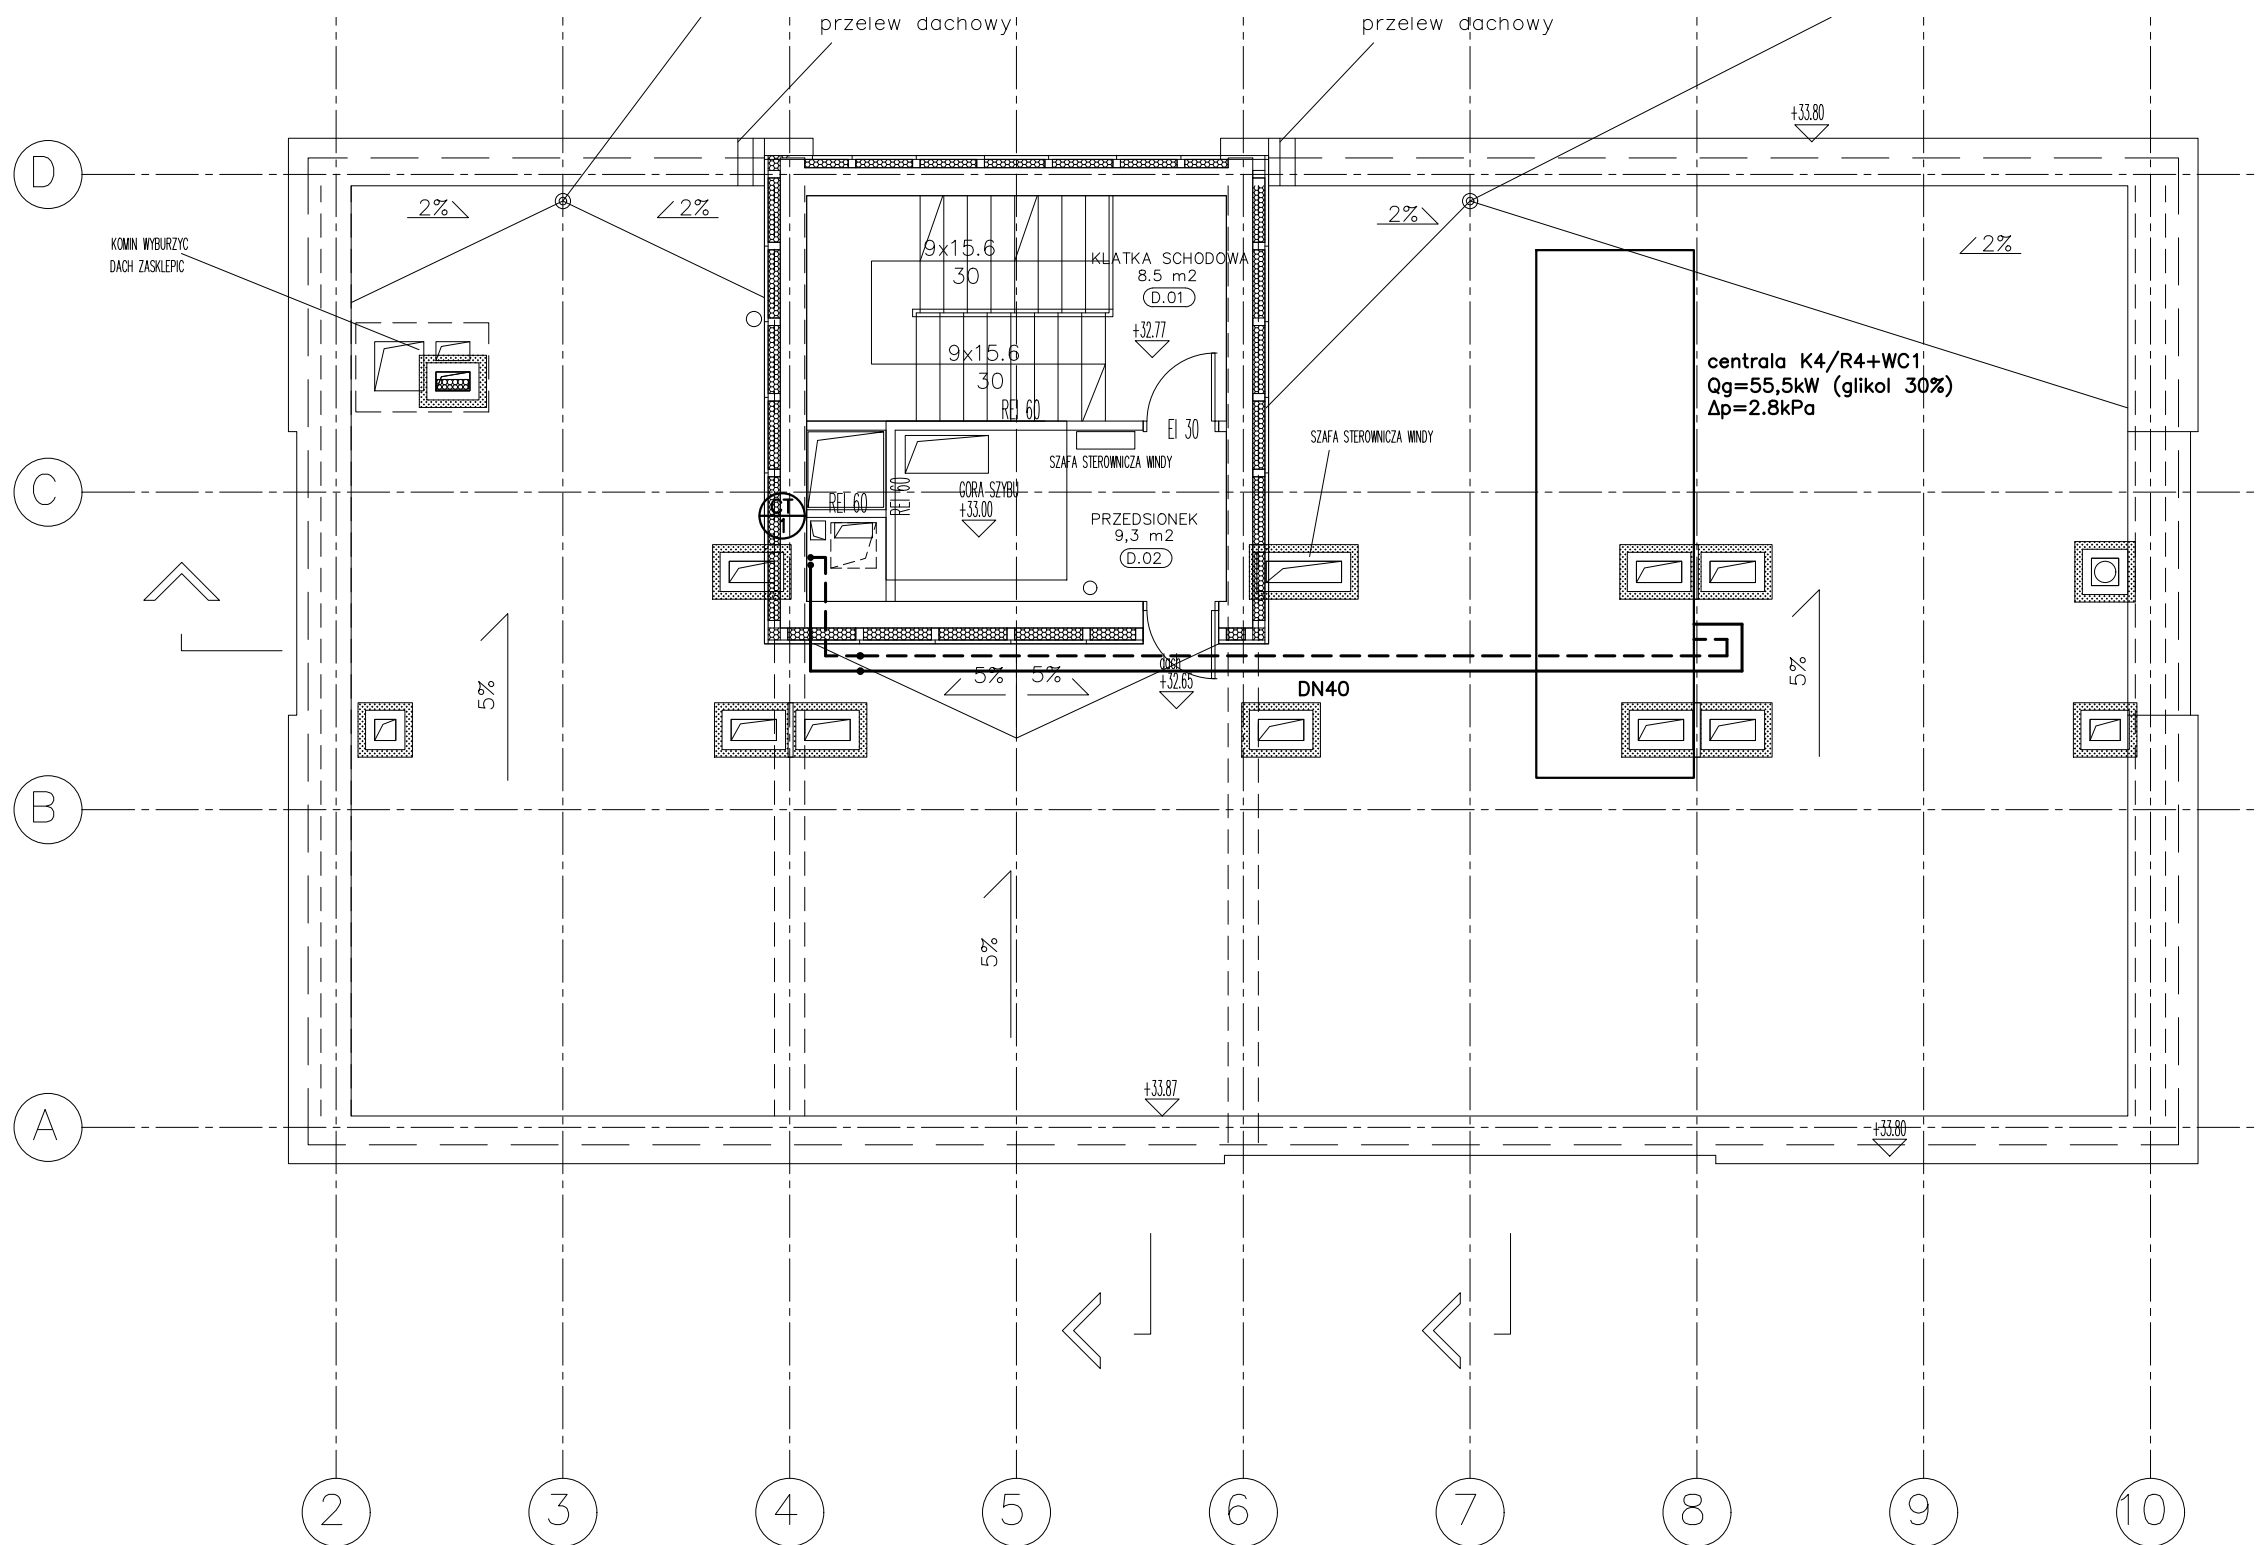 przelew dachowy
przelew dachowy
+33.80
D
2%
2%
2%
2%
KOMIN WYBURZYC
DACH ZASKLEPIC
9x15.6
30
KLATKA SCHODOWA
8.5 m2
D.01
+32.77
9x15.6
30
REI 60
EI 30
centrala K4/R4+WC1
Qg=55,5kW (glikol 30%)
Δp=2.8kPa
SZAFA STEROWNICZA WINDY
SZAFA STEROWNICZA WINDY
C
REI 60
REI 60
GORA SZYBU
+33.00
CT
1
PRZEDSIONEK
9,3 m2
D.02
5%
5%
5%
dach
+32.65
DN40
5%
B
5%
+33.87
A
+33.80
2
3
4
5
6
7
8
9
10